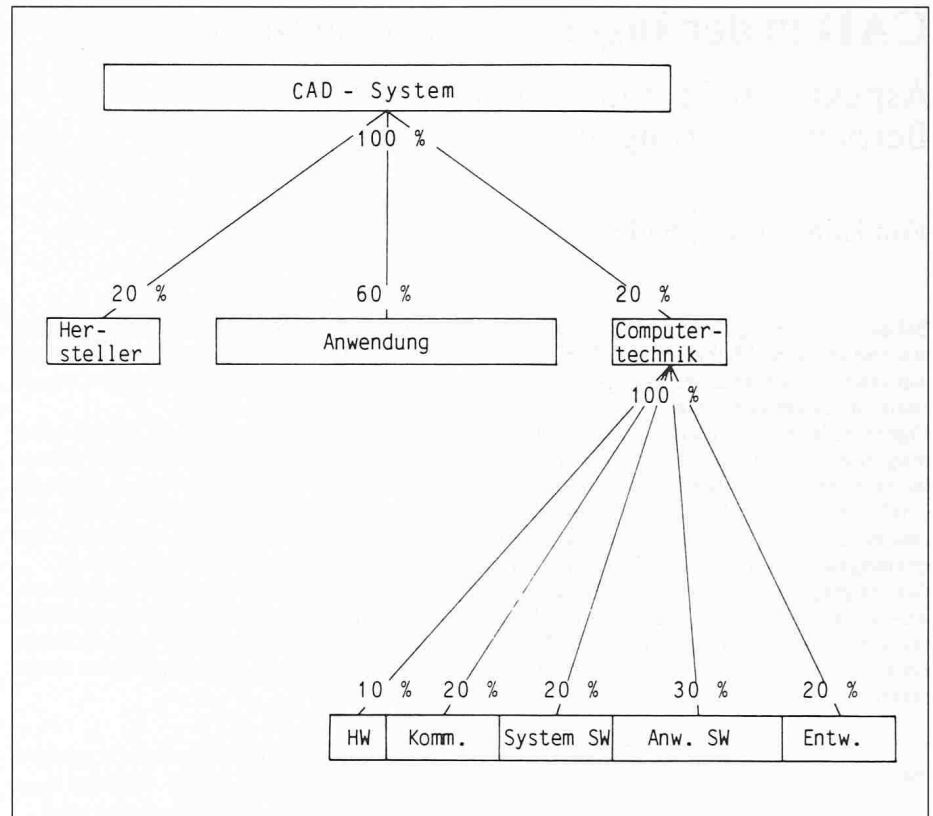 CAD - System
100 %
20 %
60 %
20 %
Her-
steller
Anwendung
Computer-
technik
100 %
10 %
20 %
20 %
30 %
20 %
HW
Komm.
System SW
Anw. SW
Entw.